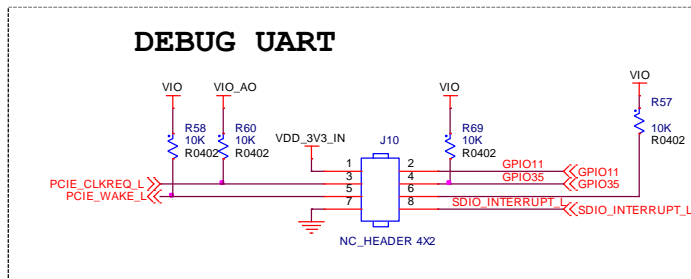 DEBUG UART
VIO VIO_AO VIO VIO
R58 R60 R69 R57
10K 10K 10K 10K
R0402 R0402 R0402 R0402
VDD_3V3_IN J10
1 2 GPIO11 GPIO11
PCIE_CLKREQ_L 3 4 GPIO35 GPIO35
PCIE_WAKE_L 5 6
7 8 SDIO_INTERRUPT_L SDIO_INTERRUPT_L
NC_HEADER 4X2